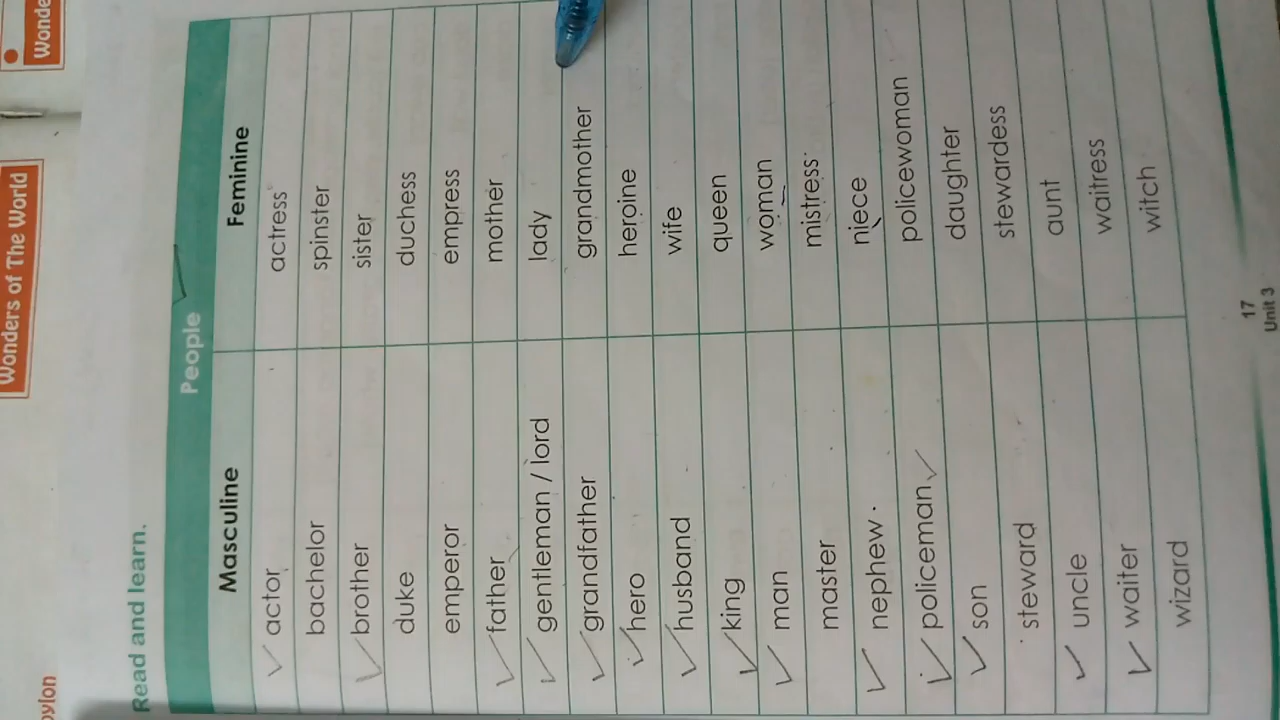 Wonde
Wonders of The World
bylon
Read and learn.
People
Masculine Feminine
actor actress
bachelor spinster
brother sister
duke duchess
emperor empress
father mother
gentleman / lord lady
grandfather grandmother
hero heroine
husband wife
king queen
man woman
master mistress
nephew niece
policeman policewoman
son daughter
steward stewardess
uncle aunt
waiter waitress
wizard witch
17
Unit 3